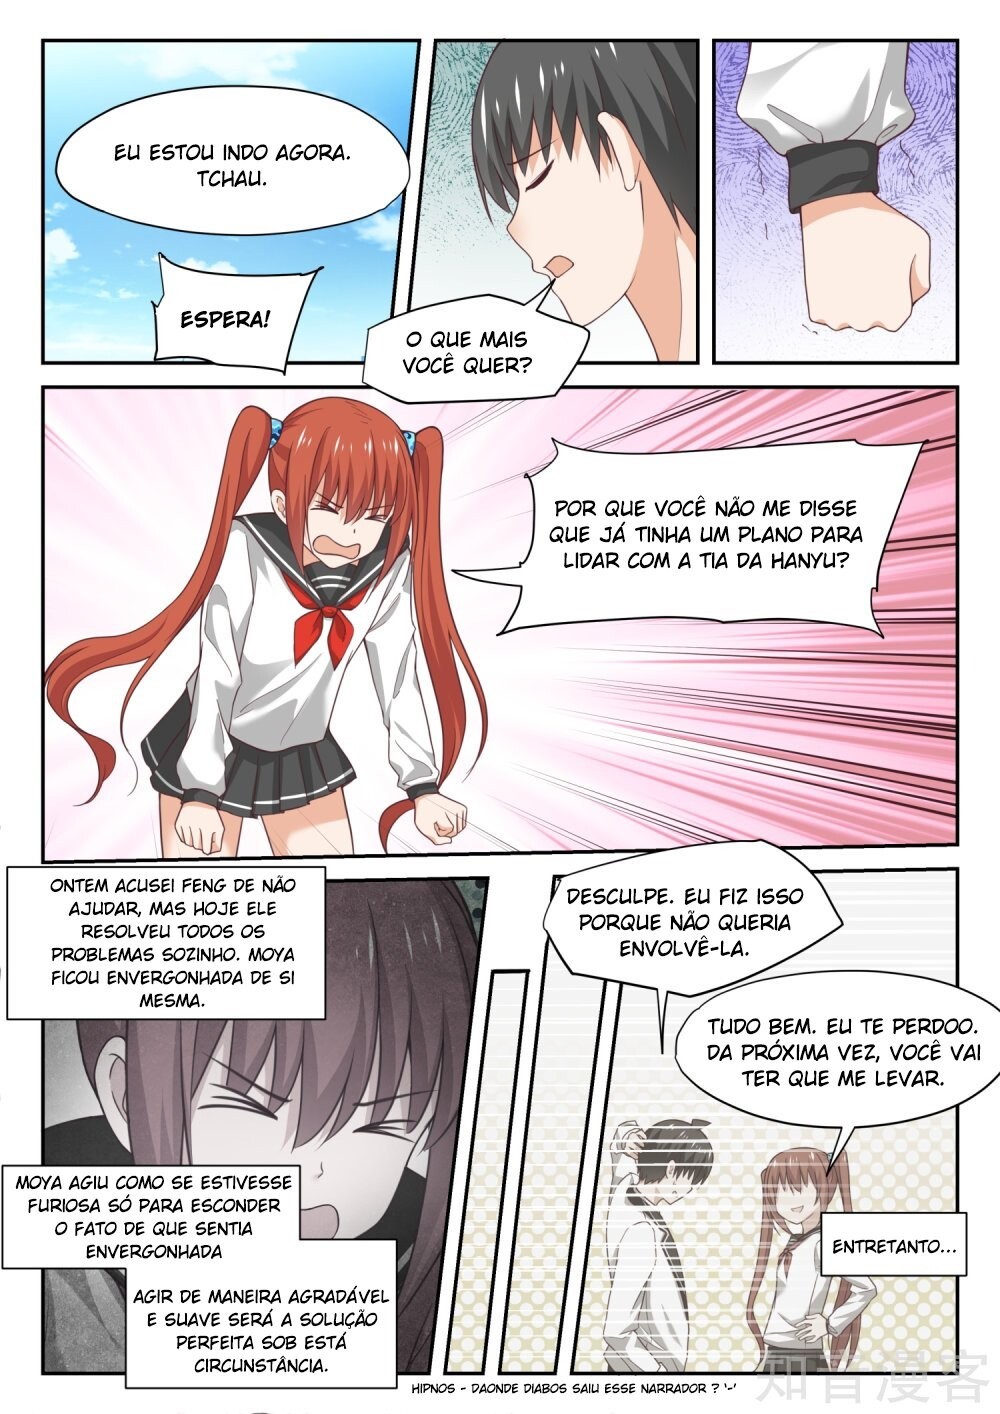 EU ESTOU INDO AGORA.
TCHAU.
ESPERA!
O QUE MAIS
VOCÊ QUER?
POR QUE VOCÊ NÃO ME DISSE
QUE JÁ TINHA UM PLANO PARA
LIDAR COM A TIA DA HANYU?
ONTEM ACUSEI FENG DE NÃO
AJUDAR, MAS HOJE ELE
RESOLVEU TODOS OS
PROBLEMAS SOZINHO. MOYA
FICOU ENVERGONHADA DE SI
MESMA.
DESCULPE. EU FIZ ISSO
PORQUE NÃO QUERIA
ENVOLVÊ-LA.
TUDO BEM. EU TE PERDOO.
DA PRÓXIMA VEZ, VOCÊ VAI
TER QUE ME LEVAR.
MOYA AGIU COMO SE ESTIVESSE
FURIOSA SÓ PARA ESCONDER
O FATO DE QUE SENTIA
ENVERGONHADA
ENTRETANTO...
AGIR DE MANEIRA AGRADÁVEL
E SUAVE SERÁ A SOLUÇÃO
PERFEITA SOB ESTÁ
CIRCUNSTÂNCIA.
HIPNOS - DAONDE DIABOS SAIU ESSE NARRADOR ? '-'
知音漫客